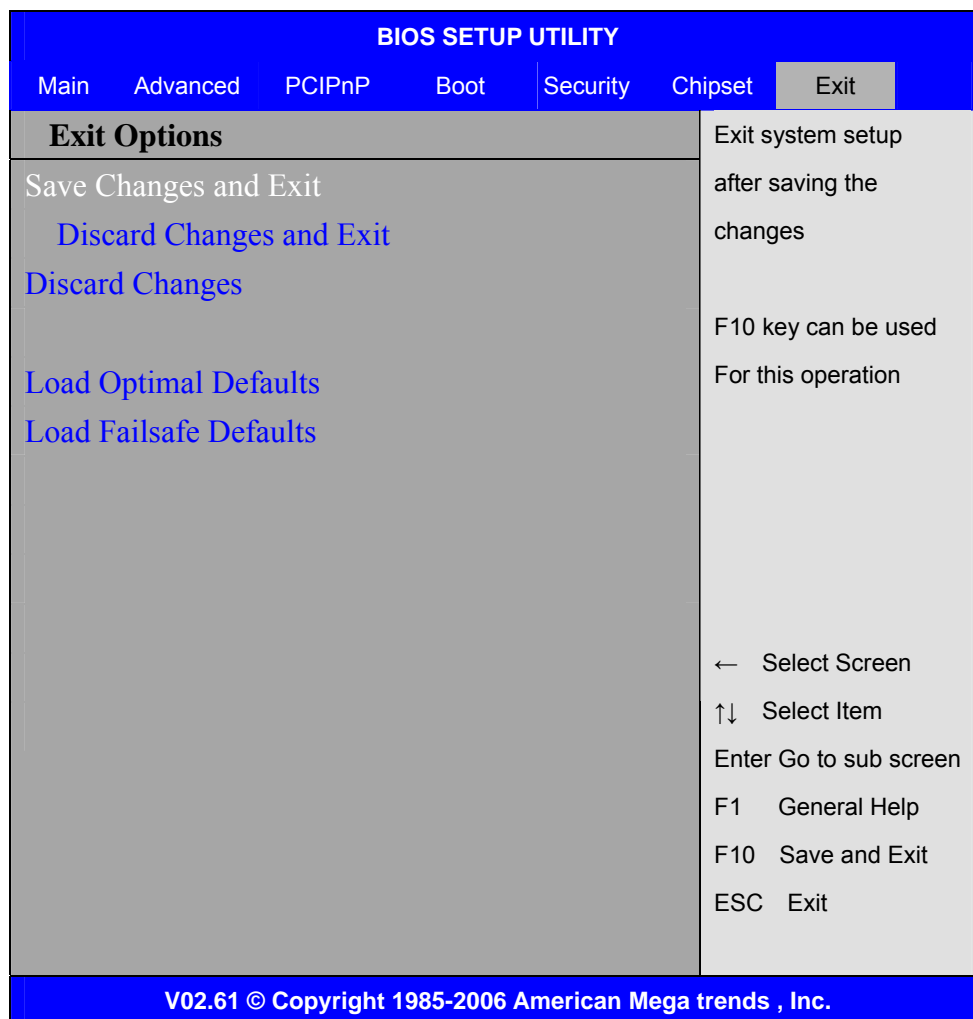 BIOS SETUP UTILITY
Main Advanced PCIPnP Boot Security Chipset Exit
Exit Options
Save Changes and Exit
Discard Changes and Exit
Discard Changes
Load Optimal Defaults
Load Failsafe Defaults
Exit system setup
after saving the
changes
F10 key can be used
For this operation
← Select Screen
↑↓ Select Item
Enter Go to sub screen
F1 General Help
F10 Save and Exit
ESC Exit
V02.61 © Copyright 1985-2006 American Mega trends , Inc.